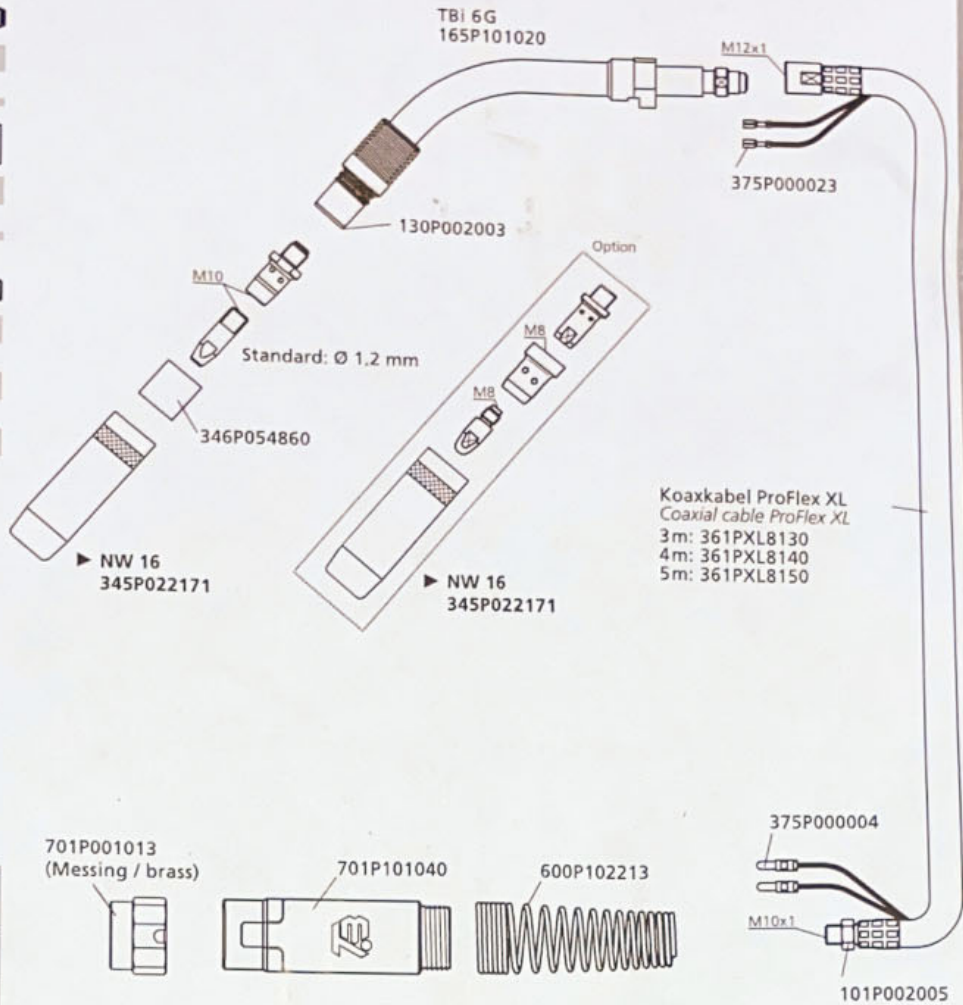 TBi 6G
165P101020
M12x1
375P000023
130P002003
Option
M10
M8
Standard: Ø 1,2 mm
M8
346P054860
Koaxkabel ProFlex XL
Coaxial cable ProFlex XL
3m: 361PXL8130
4m: 361PXL8140
5m: 361PXL8150
▶ NW 16
345P022171
▶ NW 16
345P022171
375P000004
701P001013
(Messing / brass)
701P101040
600P102213
M10x1
101P002005